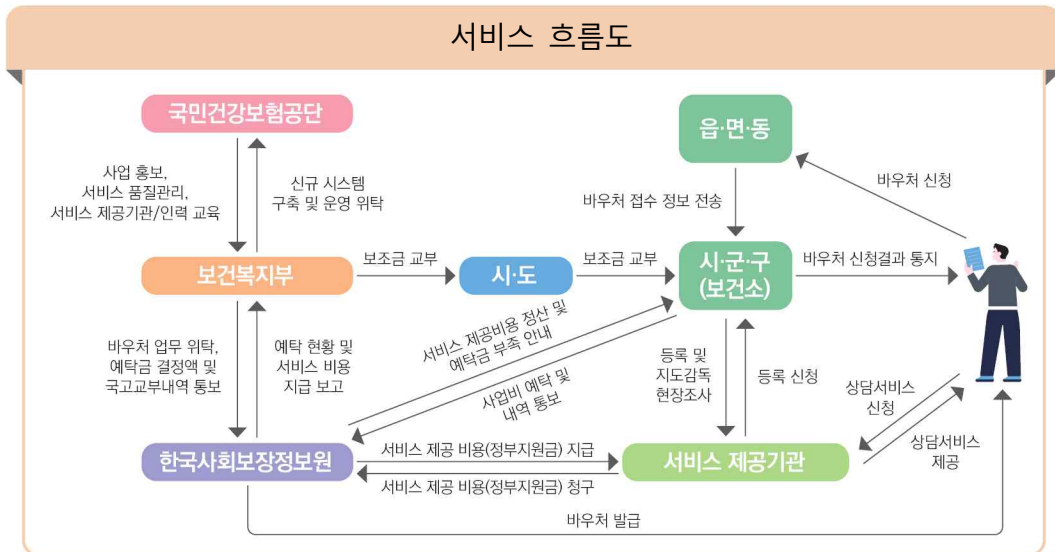 서비스 흐름도
국민건강보험공단
읍·면·동
사업 홍보,
서비스 품질관리,
서비스 제공기관/인력 교육
신규 시스템
구축 및 운영 위탁
바우처 접수 정보 전송
바우처 신청
보건복지부
보조금 교부
시·도
보조금 교부
시·군·구
(보건소)
바우처 신청결과 통지
바우처 업무 위탁,
예탁금 결정액 및
국고교부내역 통보
예탁 현황 및
서비스 비용
지급 보고
서비스 제공비용 정산 및
예탁금 부족 안내
사업비 예탁 및
내역 통보
등록 및
지도감독
현장조사
등록 신청
상담서비스
신청
상담서비스
제공
한국사회보장정보원
서비스 제공 비용(정부지원금) 지급
서비스 제공 비용(정부지원금) 청구
서비스 제공기관
바우처 발급